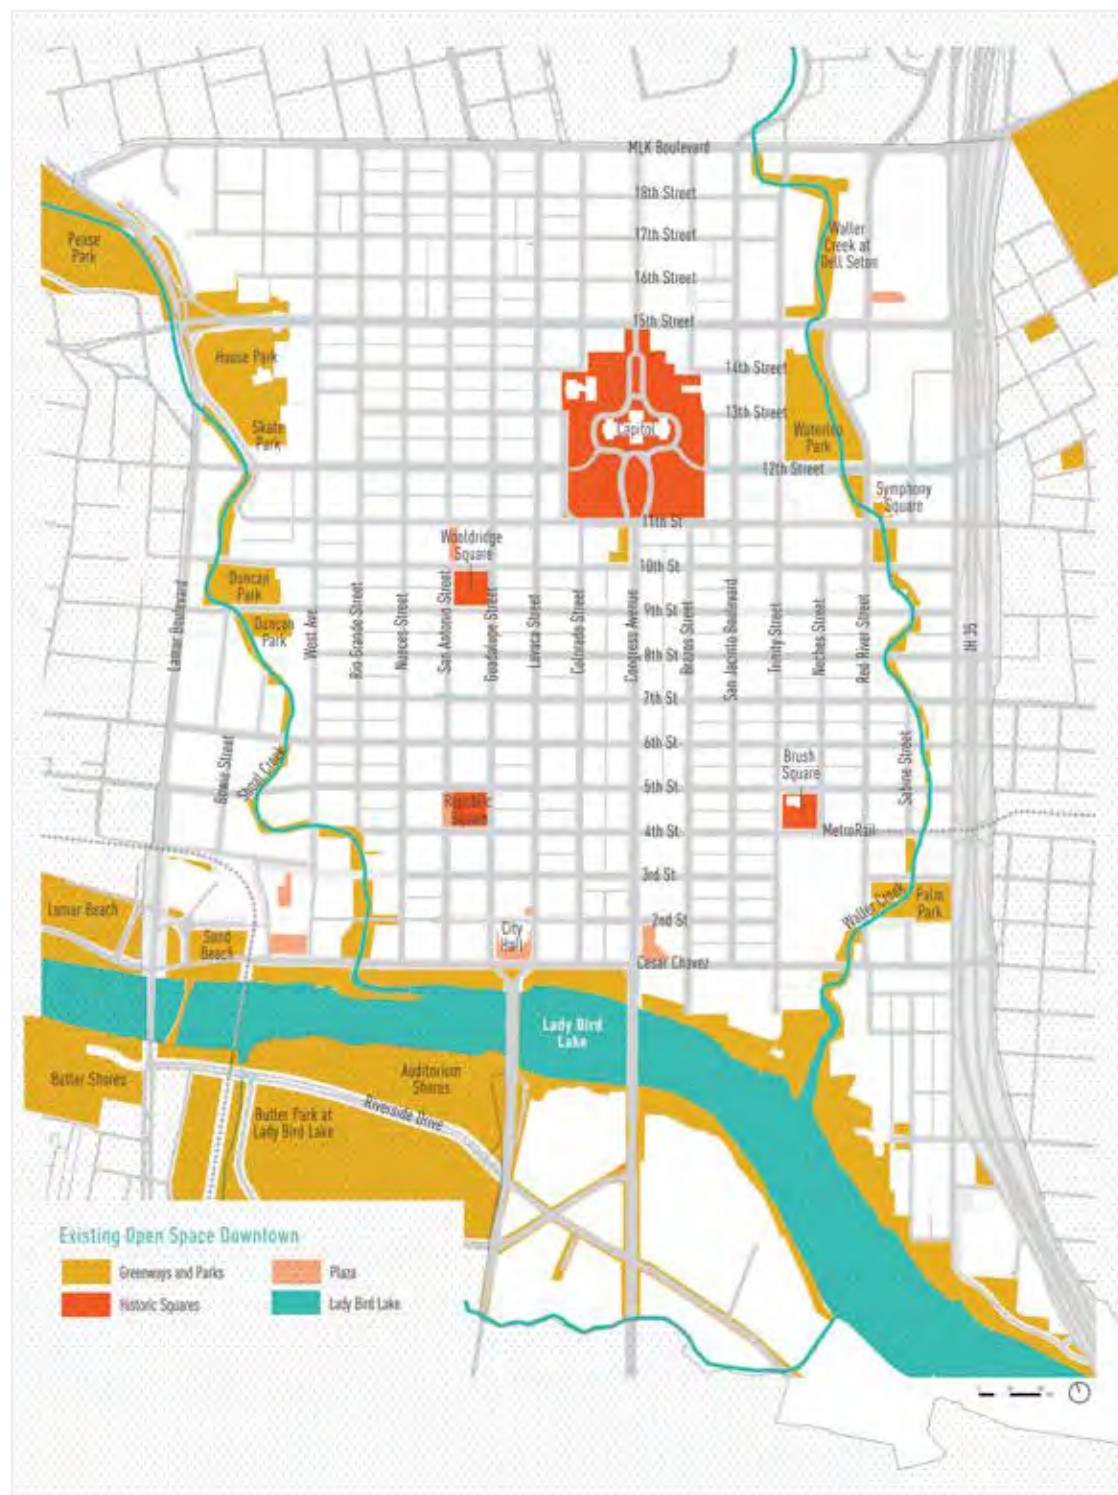 MLK Boulevard
18th Street
17th Street
16th Street
15th Street
14th Street
13th Street
12th Street
11th St
10th St
9th St
8th St
7th St
6th St
5th St
4th St
3rd St
2nd St
Cesar Chavez
Pease
Park
Waller
Creek at
Dell Seton
House Park
Skate
Park
Capitol
Waterloo
Park
Symphony
Square
Wooldridge
Square
Duncan
Park
Duncan
Park
Lamar Boulevard
West Ave
Rio Grande Street
Nueces Street
San Antonio Street
Guadalupe Street
Lavaca Street
Colorado Street
Congress Avenue
Brazos Street
San Jacinto Boulevard
Trinity Street
Neches Street
Red River Street
IH 35
Bowie Street
Shoal Creek
Sabine Street
Brush
Square
Republic
Square
MetroRail
Lamar Beach
Sand
Beach
City
Hall
Waller Creek
Palm
Park
Lady Bird
Lake
Butler Shores
Auditorium
Shores
Butler Park at
Lady Bird Lake
Riverside Drive
Existing Open Space Downtown
Greenways and Parks
Plaza
Historic Squares
Lady Bird Lake